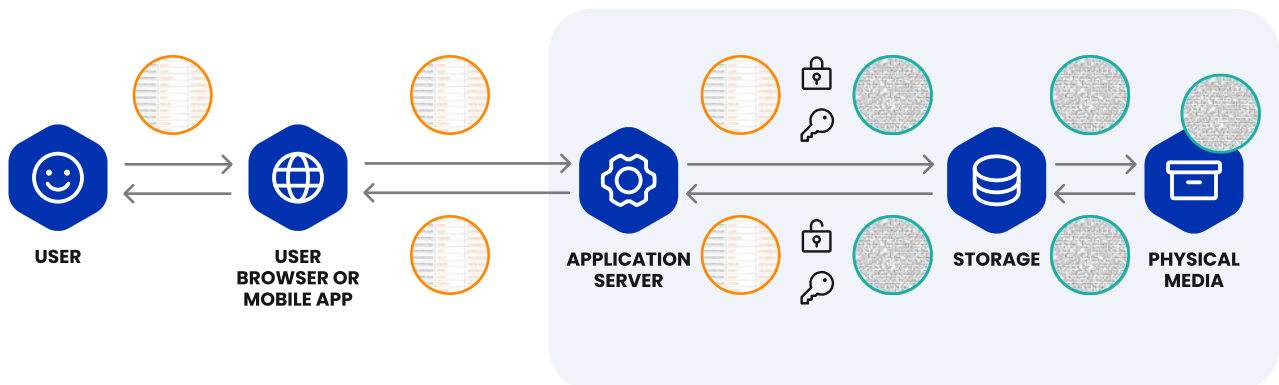 USER
USER
BROWSER OR
MOBILE APP
APPLICATION
SERVER
STORAGE
PHYSICAL
MEDIA